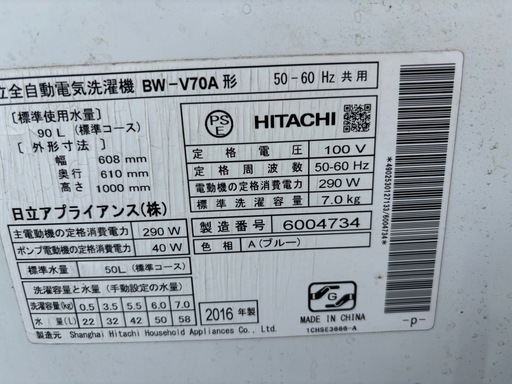 立全自動電気洗濯機 BW-V70A形 50-60 Hz 共用
[標準使用水量]
90L (標準コース)
[外形寸法]
幅 608 mm
奥行 610 mm
高さ 1000 mm
日立アプライアンス(株)
主電動機の定格消費電力 290 W
ポンプ電動機の定格消費電力 40 W
標準水量 50L (標準コース)
洗濯容量と水量 (手動設定の水量)
洗濯容量(kg) 0.5 3.5 5.5 6.0 7.0
水量(L) 22 32 42 50 58
PS
E
HITACHI
定格電圧 100 V
定格周波数 50-60 Hz
電動機の定格消費電力 290 W
標準洗濯容量 7.0 kg
製造番号 6004734
色相 A(ブルー)
2016 年製
G
MADE IN CHINA
1CHSE3666-A
製造元 Shanghai Hitachi Household Appliances Co., Ltd.
*4902530127133/6004734*
-p-